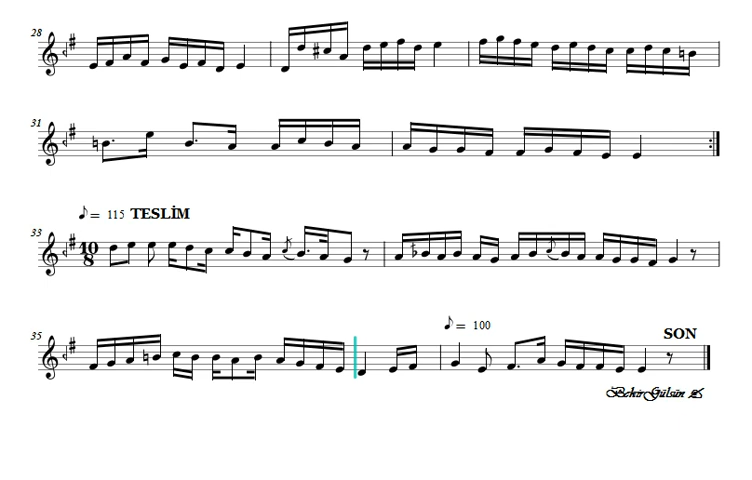 28
31
♪= 115 TESLİM
33
10
8
35
♪= 100
SON
Bekir Gülsün